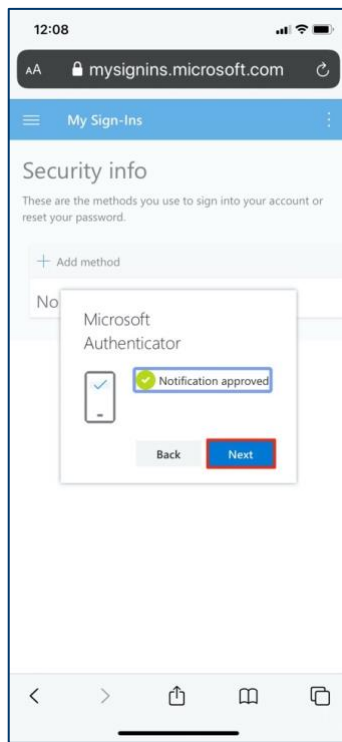 12:08
AA mysignins.microsoft.com
My Sign-Ins
Security info
These are the methods you use to sign into your account or
reset your password.
+ Add method
No
Microsoft
Authenticator
Notification approved
Back Next